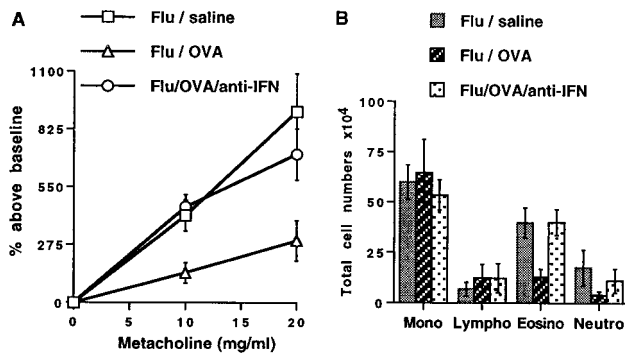 A
Flu / saline
Flu / OVA
Flu/OVA/anti-IFN
1100
825
550
275
0
% above baseline
0
10
20
Metacholine (mg/ml)
B
Flu / saline
Flu / OVA
Flu/OVA/anti-IFN
100
75
50
25
0
Total cell numbers x10⁴
Mono Lympho Eosino Neutro